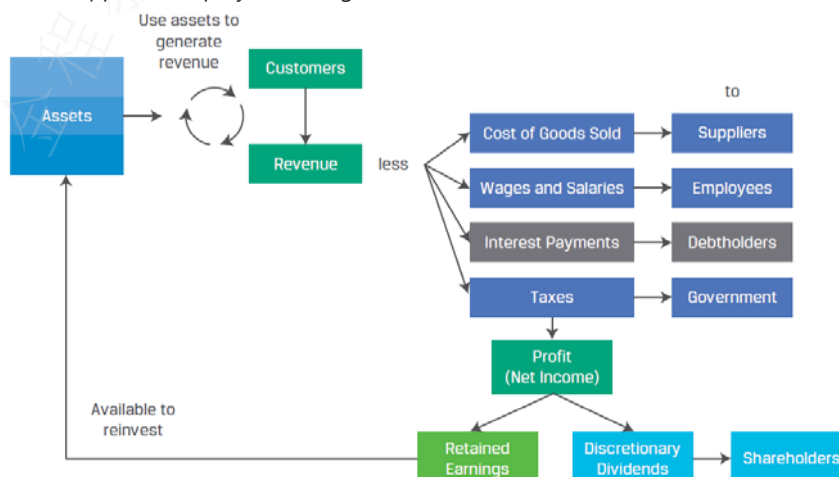 Use assets to
generate
revenue
Customers
to
Assets
Cost of Goods Sold
Suppliers
Revenue
less
Wages and Salaries
Employees
Interest Payments
Debtholders
Taxes
Government
Profit
(Net Income)
Available to
reinvest
Retained
Earnings
Discretionary
Dividends
Shareholders